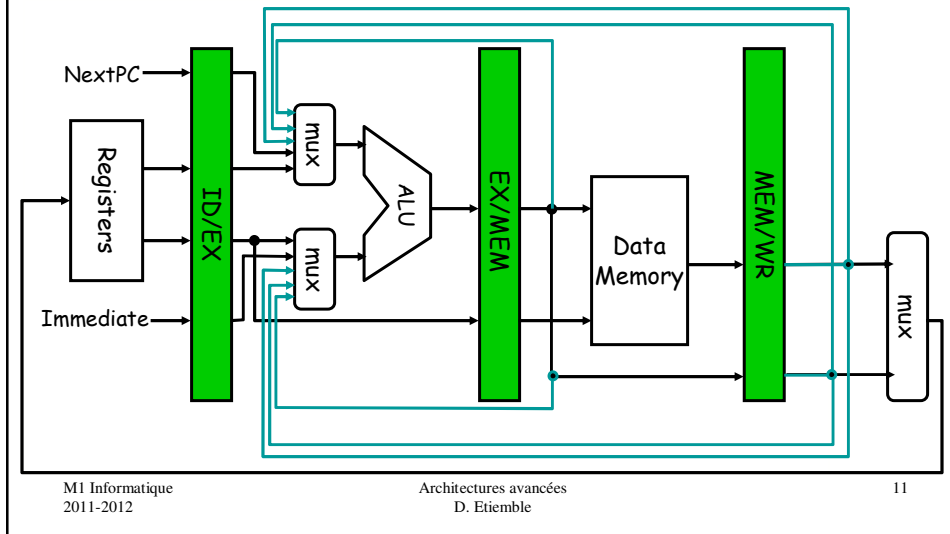 NextPC
Registers
Immediate
ID/EX
mux
mux
ALU
EX/MEM
Data
Memory
MEM/WR
mux
M1 Informatique
2011-2012
Architectures avancées
D. Etiemble
11